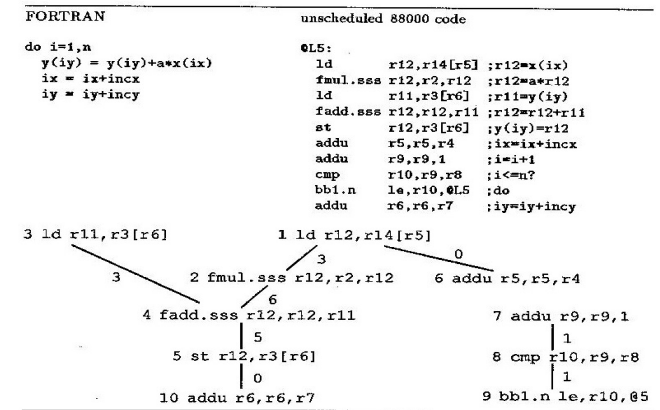 FORTRAN
unscheduled 88000 code
do i=1,n
y(iy) = y(iy)+a*x(ix)
ix = ix+incx
iy = iy+incy
@L5:
ld r12,r14[r5] ;r12=x(ix)
fmul.sss r12,r2,r12 ;r12=a*r12
ld r11,r3[r6] ;r11=y(iy)
fadd.sss r12,r12,r11 ;r12=r12+r11
st r12,r3[r6] ;y(iy)=r12
addu r5,r5,r4 ;ix=ix+incx
addu r9,r9,1 ;i=i+1
cmp r10,r9,r8 ;i<=n?
bb1.n le,r10,@L5 ;do
addu r6,r6,r7 ;iy=iy+incy
3 ld r11,r3[r6]
1 ld r12,r14[r5]
3
0
3
2 fmul.sss r12,r2,r12
6 addu r5,r5,r4
6
4 fadd.sss r12,r12,r11
7 addu r9,r9,1
5
1
5 st r12,r3[r6]
8 cmp r10,r9,r8
0
1
10 addu r6,r6,r7
9 bb1.n le,r10,@5